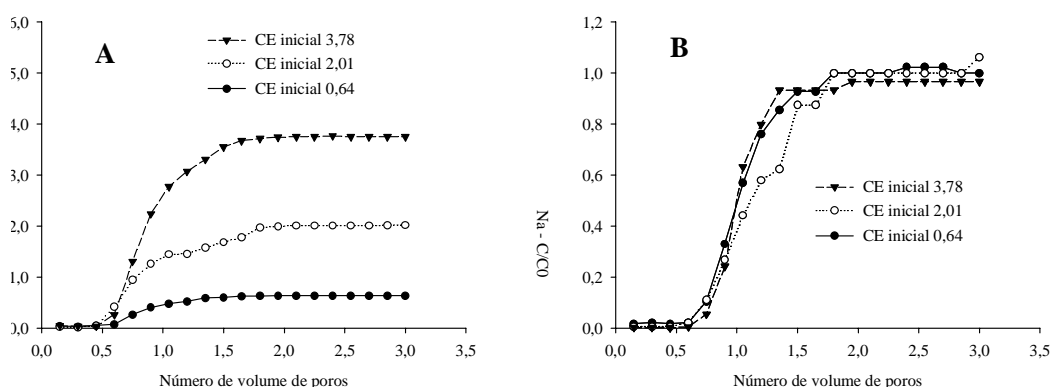 A
CE inicial 3,78
CE inicial 2,01
CE inicial 0,64
5,0
4,0
3,0
2,0
1,0
0,0
0,0 0,5 1,0 1,5 2,0 2,5 3,0 3,5
Número de volume de poros
B
Na - C/C0
1,2
1,0
0,8
0,6
0,4
0,2
0,0
CE inicial 3,78
CE inicial 2,01
CE inicial 0,64
0,0 0,5 1,0 1,5 2,0 2,5 3,0 3,5
Número de volume de poros